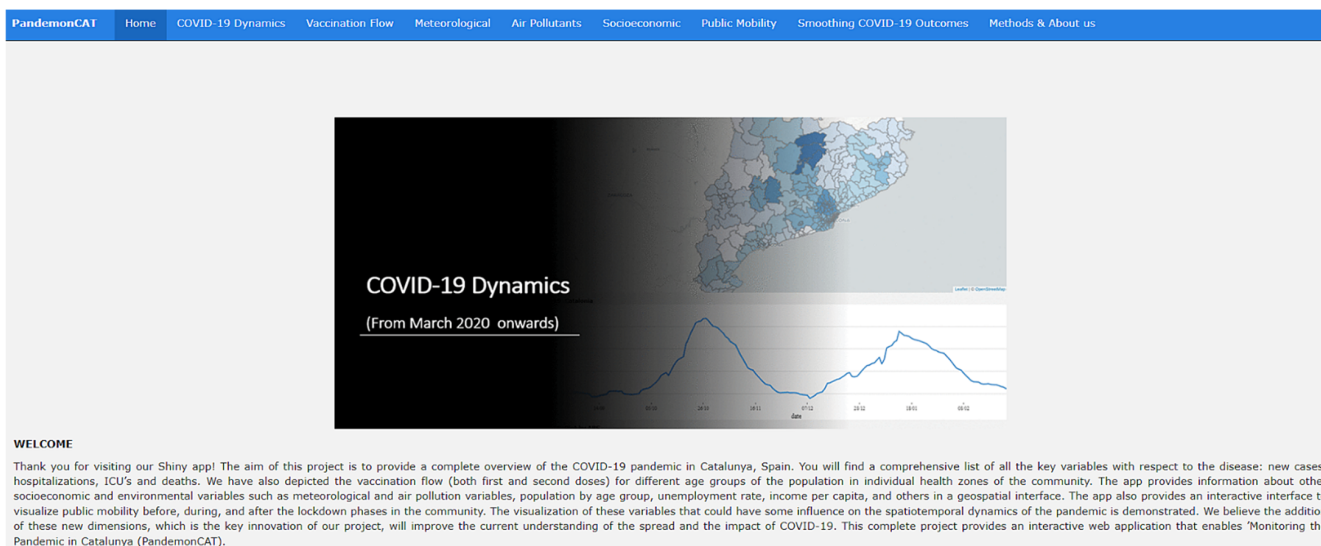 PandemonCAT Home COVID-19 Dynamics Vaccination Flow Meteorological Air Pollutants Socioeconomic Public Mobility Smoothing COVID-19 Outcomes Methods & About us
Leaflet | © OpenStreetMap
COVID-19 Dynamics
(From March 2020 onwards)
07/12
18/01
date
WELCOME
Thank you for visiting our Shiny app! The aim of this project is to provide a complete overview of the COVID-19 pandemic in Catalunya, Spain. You will find a comprehensive list of all the key variables with respect to the disease: new cases
hospitalizations, ICU's and deaths. We have also depicted the vaccination flow (both first and second doses) for different age groups of the population in individual health zones of the community. The app provides information about othe
socioeconomic and environmental variables such as meteorological and air pollution variables, population by age group, unemployment rate, income per capita, and others in a geospatial interface. The app also provides an interactive interface t
visualize public mobility before, during, and after the lockdown phases in the community. The visualization of these variables that could have some influence on the spatiotemporal dynamics of the pandemic is demonstrated. We believe the additio
of these new dimensions, which is the key innovation of our project, will improve the current understanding of the spread and the impact of COVID-19. This complete project provides an interactive web application that enables 'Monitoring th
Pandemic in Catalunya (PandemonCAT).